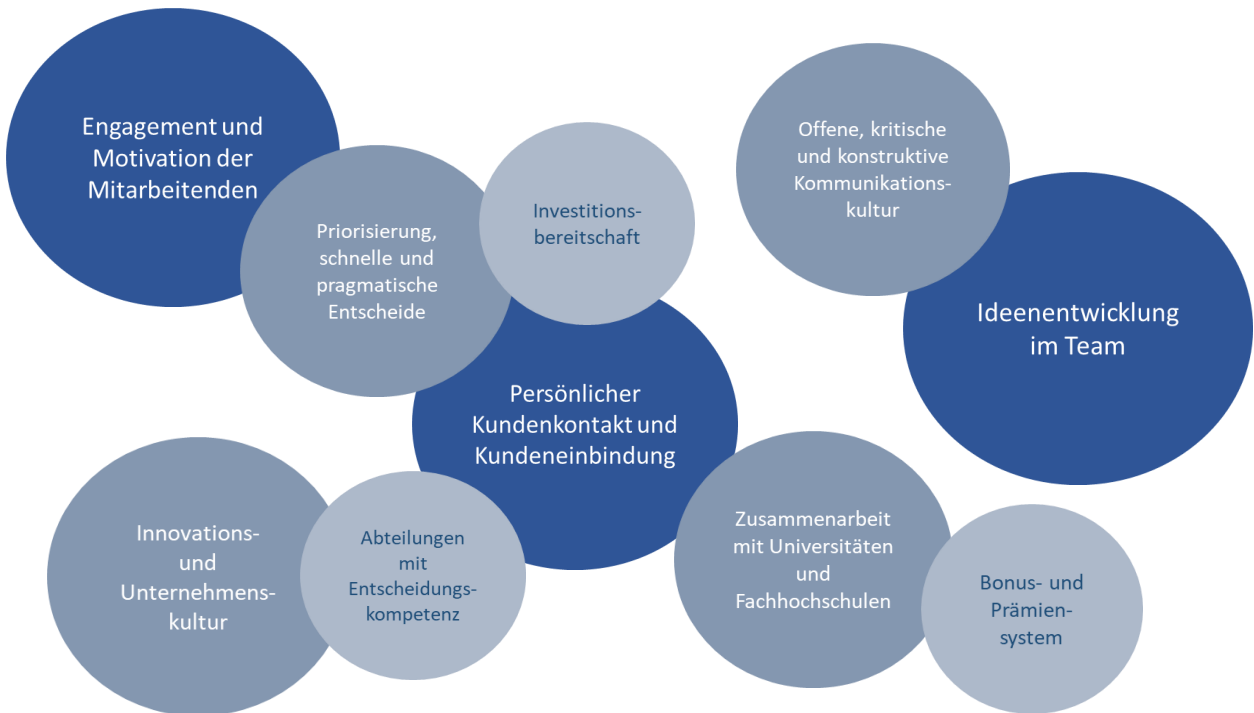 Engagement und
Motivation der
Mitarbeitenden
Priorisierung,
schnelle und
pragmatische
Entscheide
Investitions-
bereitschaft
Offene, kritische
und konstruktive
Kommunikations-
kultur
Ideenentwicklung
im Team
Persönlicher
Kundenkontakt und
Kundeneinbindung
Innovations-
und
Unternehmens-
kultur
Abteilungen
mit
Entscheidungs-
kompetenz
Zusammenarbeit
mit Universitäten
und
Fachhochschulen
Bonus- und
Prämien-
system